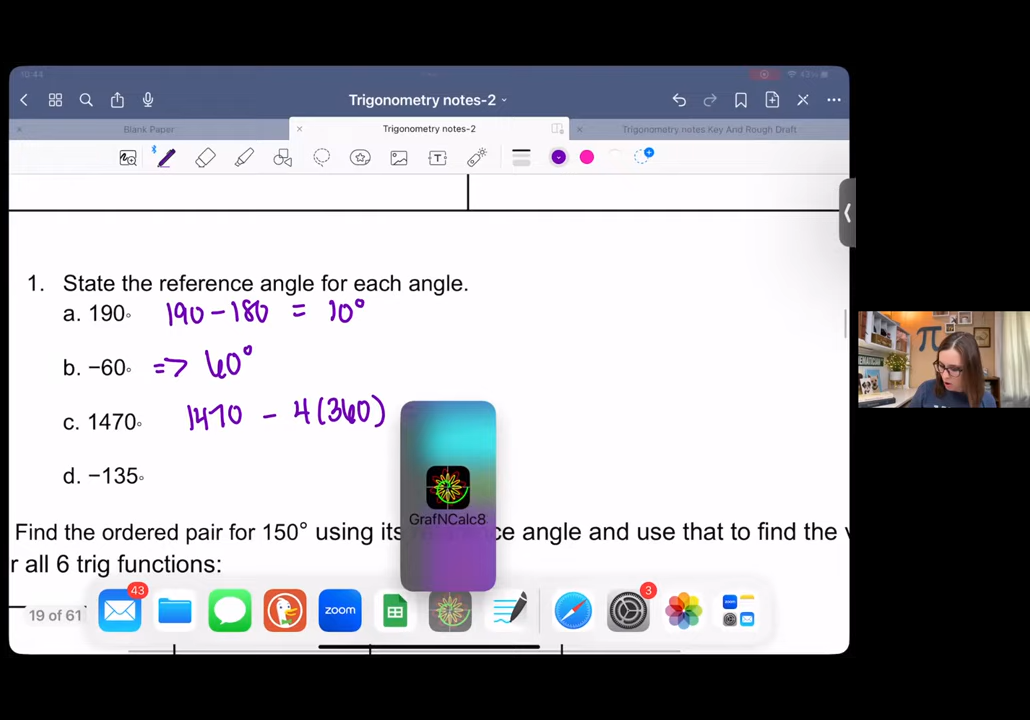 10:44
43%
Trigonometry notes-2
Blank Paper
Trigonometry notes-2
Trigonometry notes Key And Rough Draft
1. State the reference angle for each angle.
a. 190° 190 - 180 = 10°
b. −60° => 60°
c. 1470° 1470 - 4(360)
d. −135°
GrafNCalc8
Find the ordered pair for 150° using its angle and use that to find the
r all 6 trig functions:
19 of 61
43
zoom
3